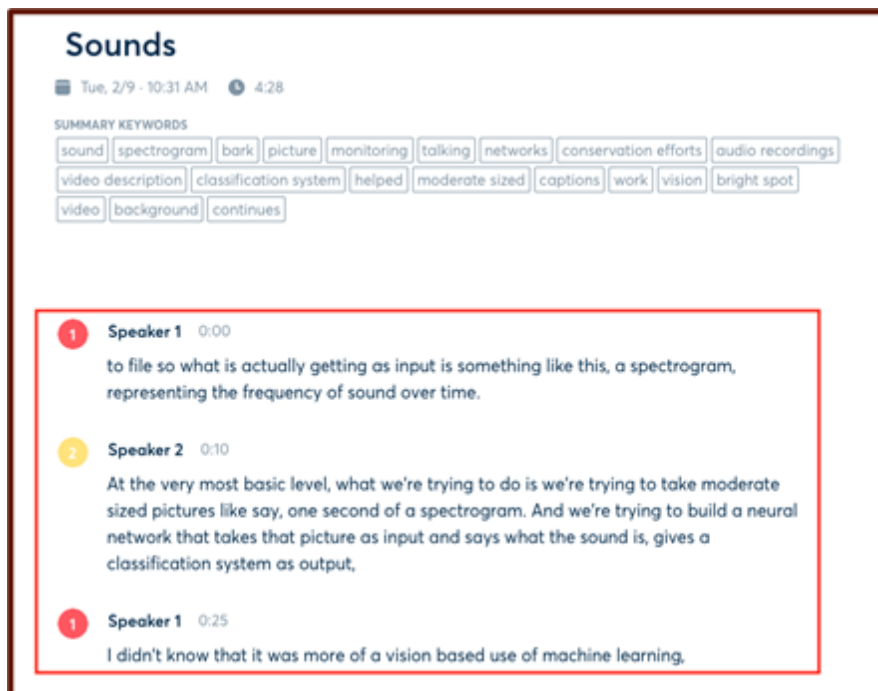 Sounds
Tue, 2/9 - 10:31 AM 4:28
SUMMARY KEYWORDS
sound spectrogram bark picture monitoring talking networks conservation efforts audio recordings
video description classification system helped moderate sized captions work vision bright spot
video background continues
1 Speaker 1 0:00
to file so what is actually getting as input is something like this, a spectrogram,
representing the frequency of sound over time.
2 Speaker 2 0:10
At the very most basic level, what we're trying to do is we're trying to take moderate
sized pictures like say, one second of a spectrogram. And we're trying to build a neural
network that takes that picture as input and says what the sound is, gives a
classification system as output,
1 Speaker 1 0:25
I didn't know that it was more of a vision based use of machine learning,